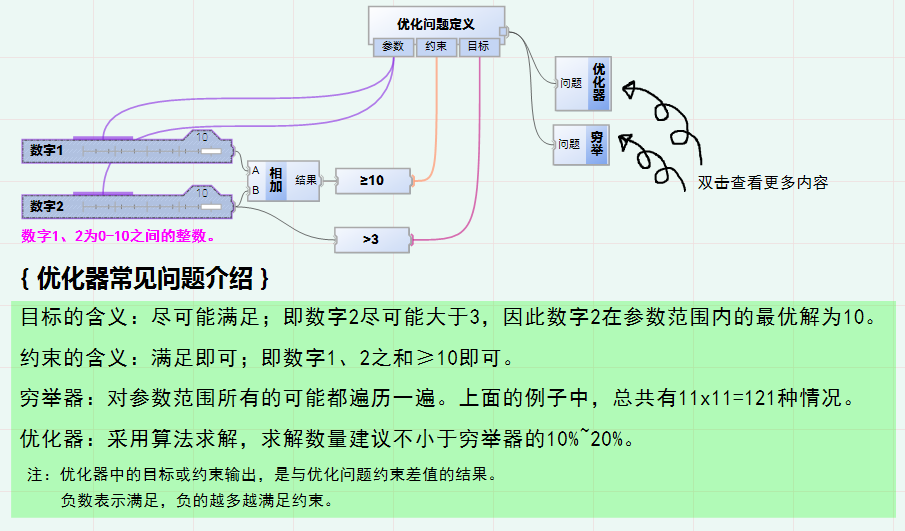 优化问题定义
参数 约束 目标
问题 优化器
问题 穷举
双击查看更多内容
数字1 10
A
B
相加
结果
≥10
数字2 10
>3
数字1、2为0-10之间的整数。
{ 优化器常见问题介绍 }
目标的含义：尽可能满足；即数字2尽可能大于3，因此数字2在参数范围内的最优解为10。
约束的含义：满足即可；即数字1、2之和≥10即可。
穷举器：对参数范围所有的可能都遍历一遍。上面的例子中，总共有11x11=121种情况。
优化器：采用算法求解，求解数量建议不小于穷举器的10%~20%。
注：优化器中的目标或约束输出，是与优化问题约束差值的结果。
负数表示满足，负的越多越满足约束。